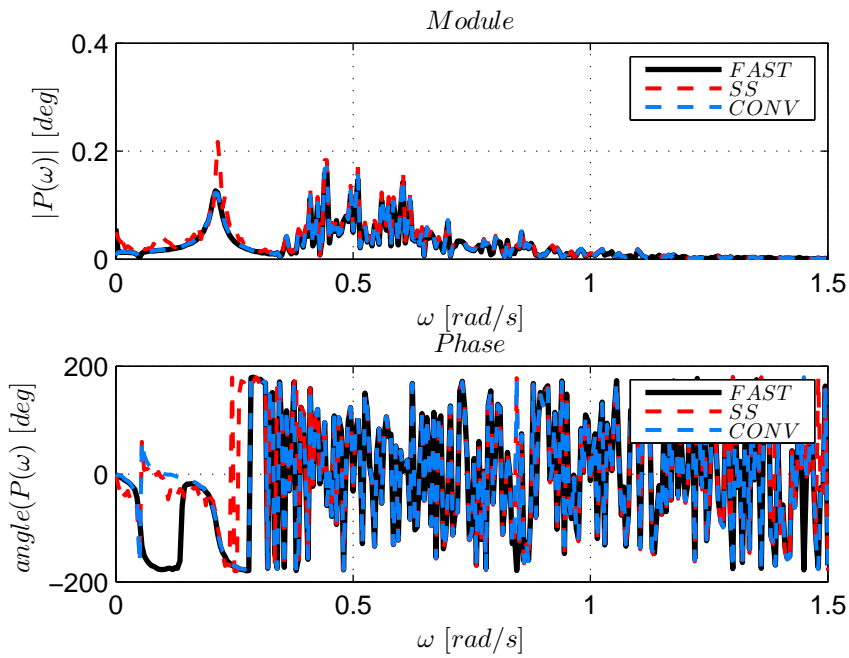 Module
|P(ω)| [deg]
0.4
0.2
0
FAST
SS
CONV
0 0.5 1 1.5
ω [rad/s]
Phase
angle(P(ω) [deg]
200
0
−200
FAST
SS
CONV
0 0.5 1 1.5
ω [rad/s]